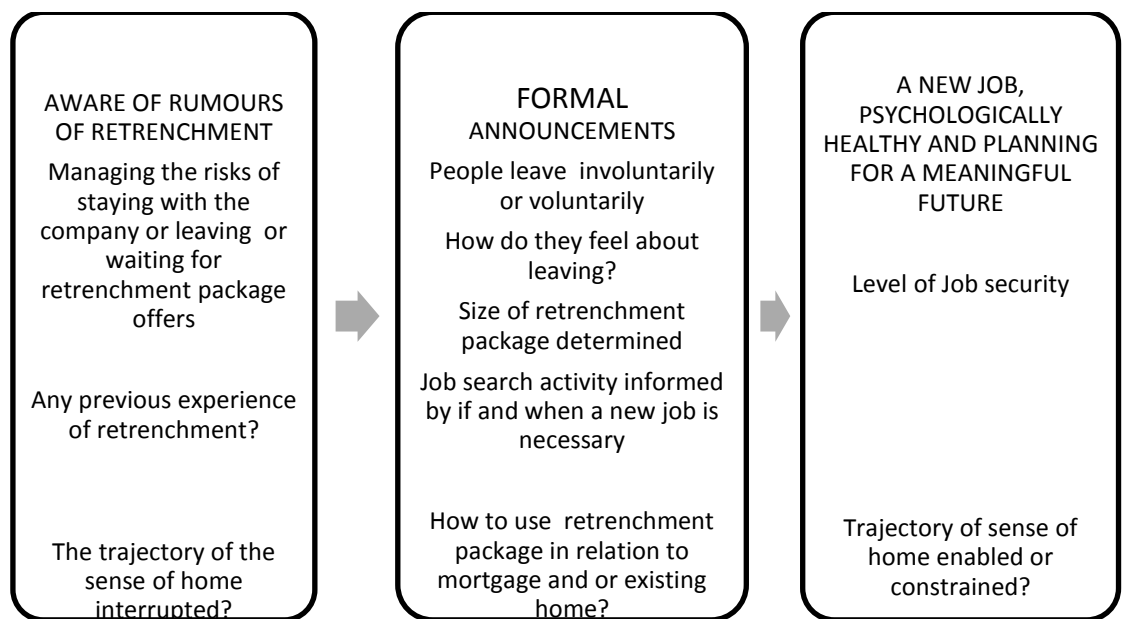 AWARE OF RUMOURS
OF RETRENCHMENT
Managing the risks of
staying with the
company or leaving or
waiting for
retrenchment package
offers
Any previous experience
of retrenchment?
The trajectory of the
sense of home
interrupted?
FORMAL
ANNOUNCEMENTS
People leave involuntarily
or voluntarily
How do they feel about
leaving?
Size of retrenchment
package determined
Job search activity informed
by if and when a new job is
necessary
How to use retrenchment
package in relation to
mortgage and or existing
home?
A NEW JOB,
PSYCHOLOGICALLY
HEALTHY AND PLANNING
FOR A MEANINGFUL
FUTURE
Level of Job security
Trajectory of sense of
home enabled or
constrained?